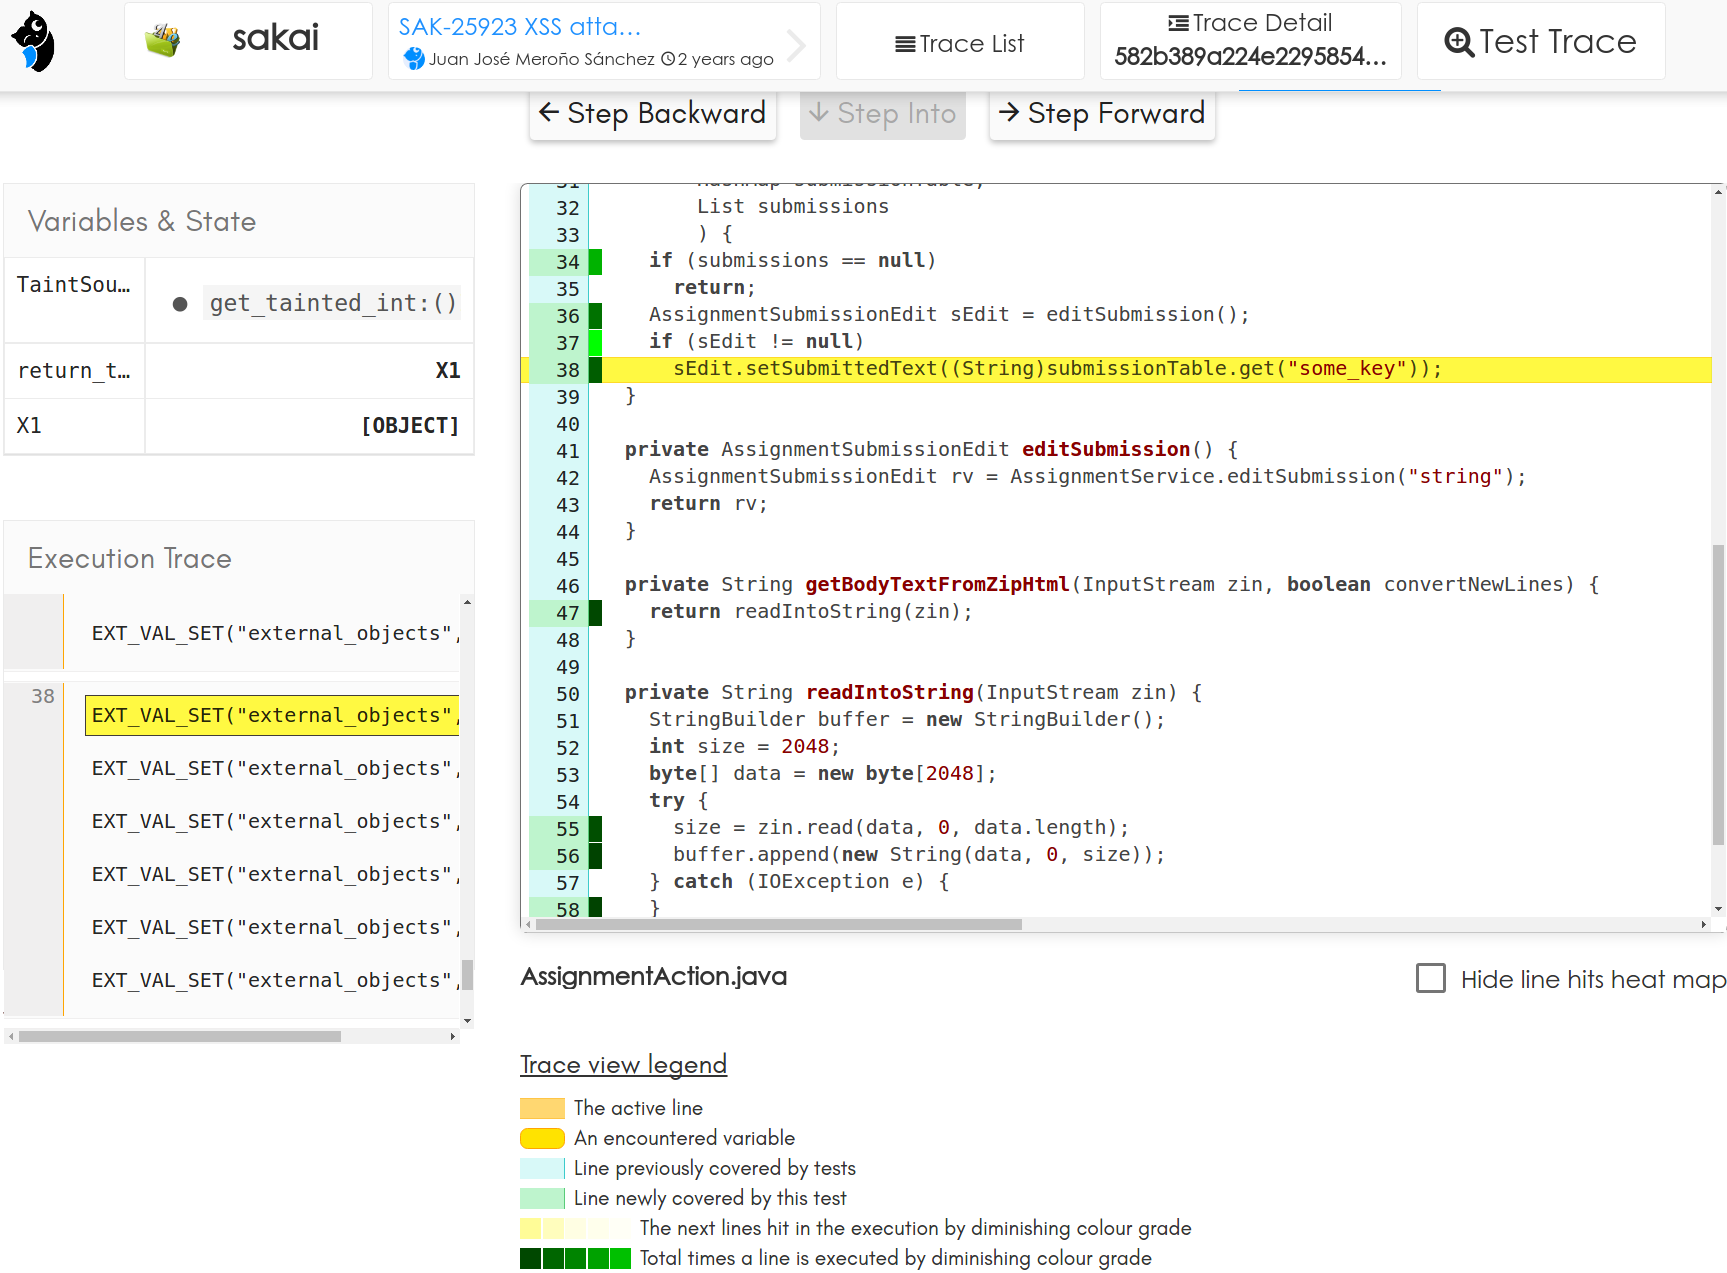 sakai
SAK-25923 XSS atta...
Juan José Meroño Sánchez 2 years ago
Trace List
Trace Detail
582b389a224e2295854...
Test Trace
Step Backward
Step Into
Step Forward
Variables & State
TaintSou... get_tainted_int:()
return_t... X1
X1 [OBJECT]
Execution Trace
EXT_VAL_SET("external_objects",
38
EXT_VAL_SET("external_objects",
EXT_VAL_SET("external_objects",
EXT_VAL_SET("external_objects",
EXT_VAL_SET("external_objects",
EXT_VAL_SET("external_objects",
EXT_VAL_SET("external_objects",
32 List submissions
33 ) {
34 if (submissions == null)
35 return;
36 AssignmentSubmissionEdit sEdit = editSubmission();
37 if (sEdit != null)
38 sEdit.setSubmittedText((String)submissionTable.get("some_key"));
39 }
40
41 private AssignmentSubmissionEdit editSubmission() {
42 AssignmentSubmissionEdit rv = AssignmentService.editSubmission("string");
43 return rv;
44 }
45
46 private String getBodyTextFromZipHtml(InputStream zin, boolean convertNewLines) {
47 return readIntoString(zin);
48 }
49
50 private String readIntoString(InputStream zin) {
51 StringBuilder buffer = new StringBuilder();
52 int size = 2048;
53 byte[] data = new byte[2048];
54 try {
55 size = zin.read(data, 0, data.length);
56 buffer.append(new String(data, 0, size));
57 } catch (IOException e) {
58 }
AssignmentAction.java
Hide line hits heat map
Trace view legend
The active line
An encountered variable
Line previously covered by tests
Line newly covered by this test
The next lines hit in the execution by diminishing colour grade
Total times a line is executed by diminishing colour grade